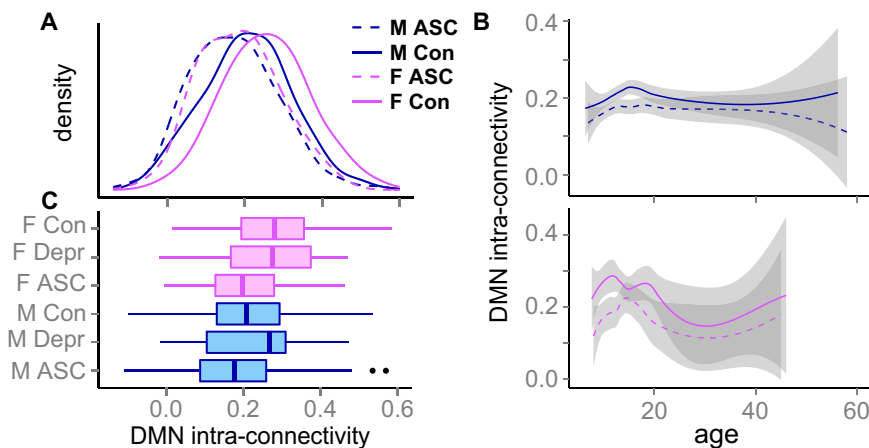 A
density
M ASC
M Con
F ASC
F Con
B
DMN intra-connectivity
0.4
0.2
0.0
0.4
0.2
0.0
20
40
60
age
C
F Con
F Depr
F ASC
M Con
M Depr
M ASC
0.0
0.2
0.4
0.6
DMN intra-connectivity